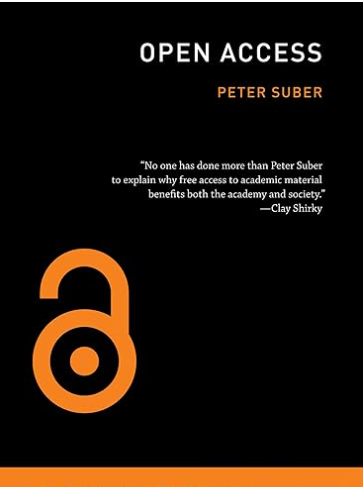 OPEN ACCESS
PETER SUBER
“No one has done more than Peter Suber
to explain why free access to academic material
benefits both the academy and society.”
—Clay Shirky